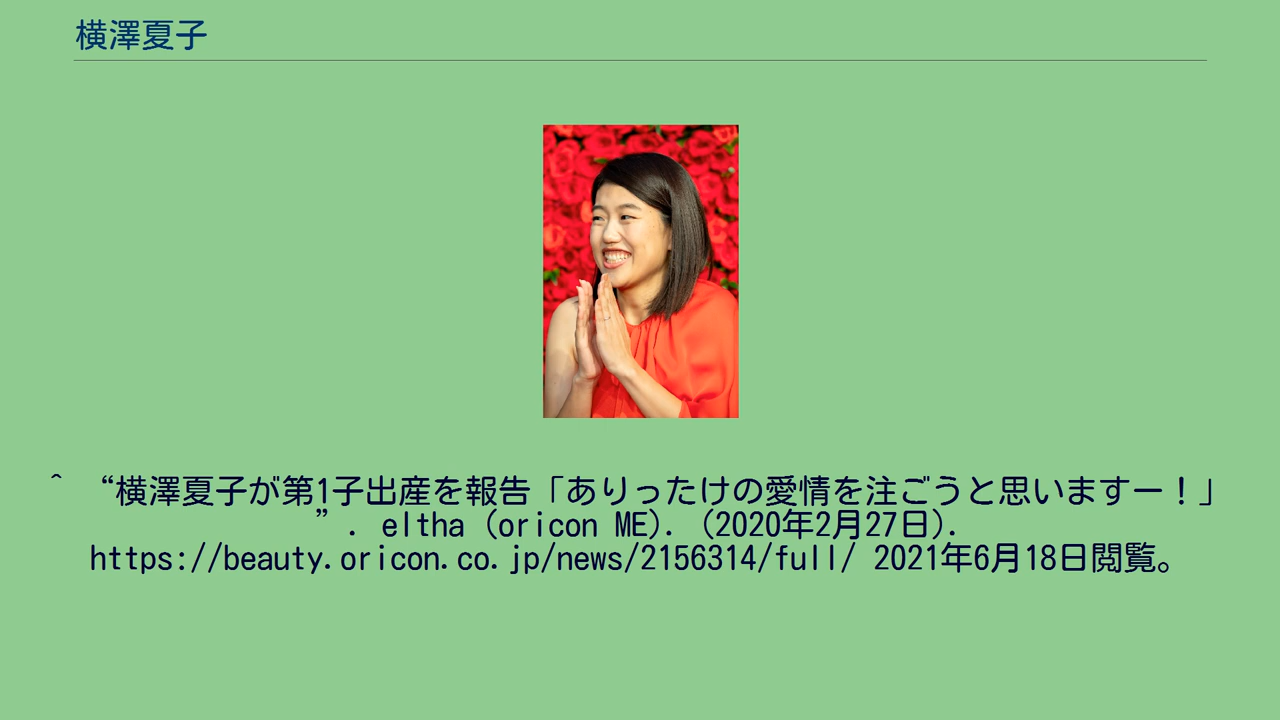 横澤夏子
^ “横澤夏子が第1子出産を報告「ありったけの愛情を注ごうと思いますー！」
”. eltha (oricon ME). (2020年2月27日).
https://beauty.oricon.co.jp/news/2156314/full/ 2021年6月18日閲覧。